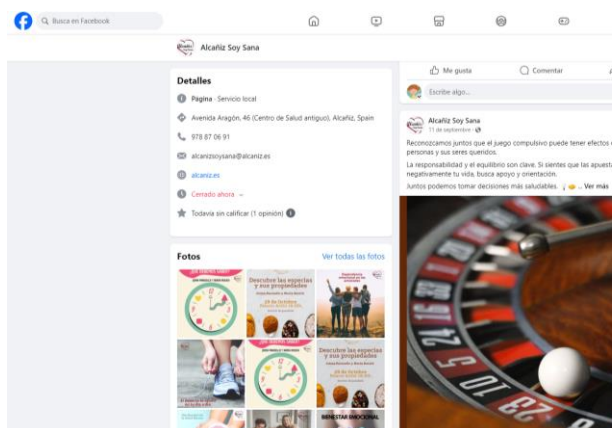 Busca en Facebook
Alcañiz Soy Sana
Detalles
Página · Servicio local
Avenida Aragón, 46 (Centro de Salud antiguo), Alcañiz, Spain
978 87 06 91
alcanizsoysana@alcaniz.es
alcaniz.es
Cerrado ahora
Todavía sin calificar (1 opinión)
Fotos
Ver todas las fotos
Descubre las especias
y sus propiedades
Descubre las especias
y sus propiedades
BIENESTAR EMOCIONAL
Me gusta
Comentar
Escribe algo...
Alcañiz Soy Sana
11 de septiembre ·
Reconozcamos juntos que el juego compulsivo puede tener efectos
personas y sus seres queridos.
La responsabilidad y el equilibrio son clave. Si sientes que las apuest
negativamente tu vida, busca apoyo y orientación.
Juntos podemos tomar decisiones más saludables. ... Ver más
10
23